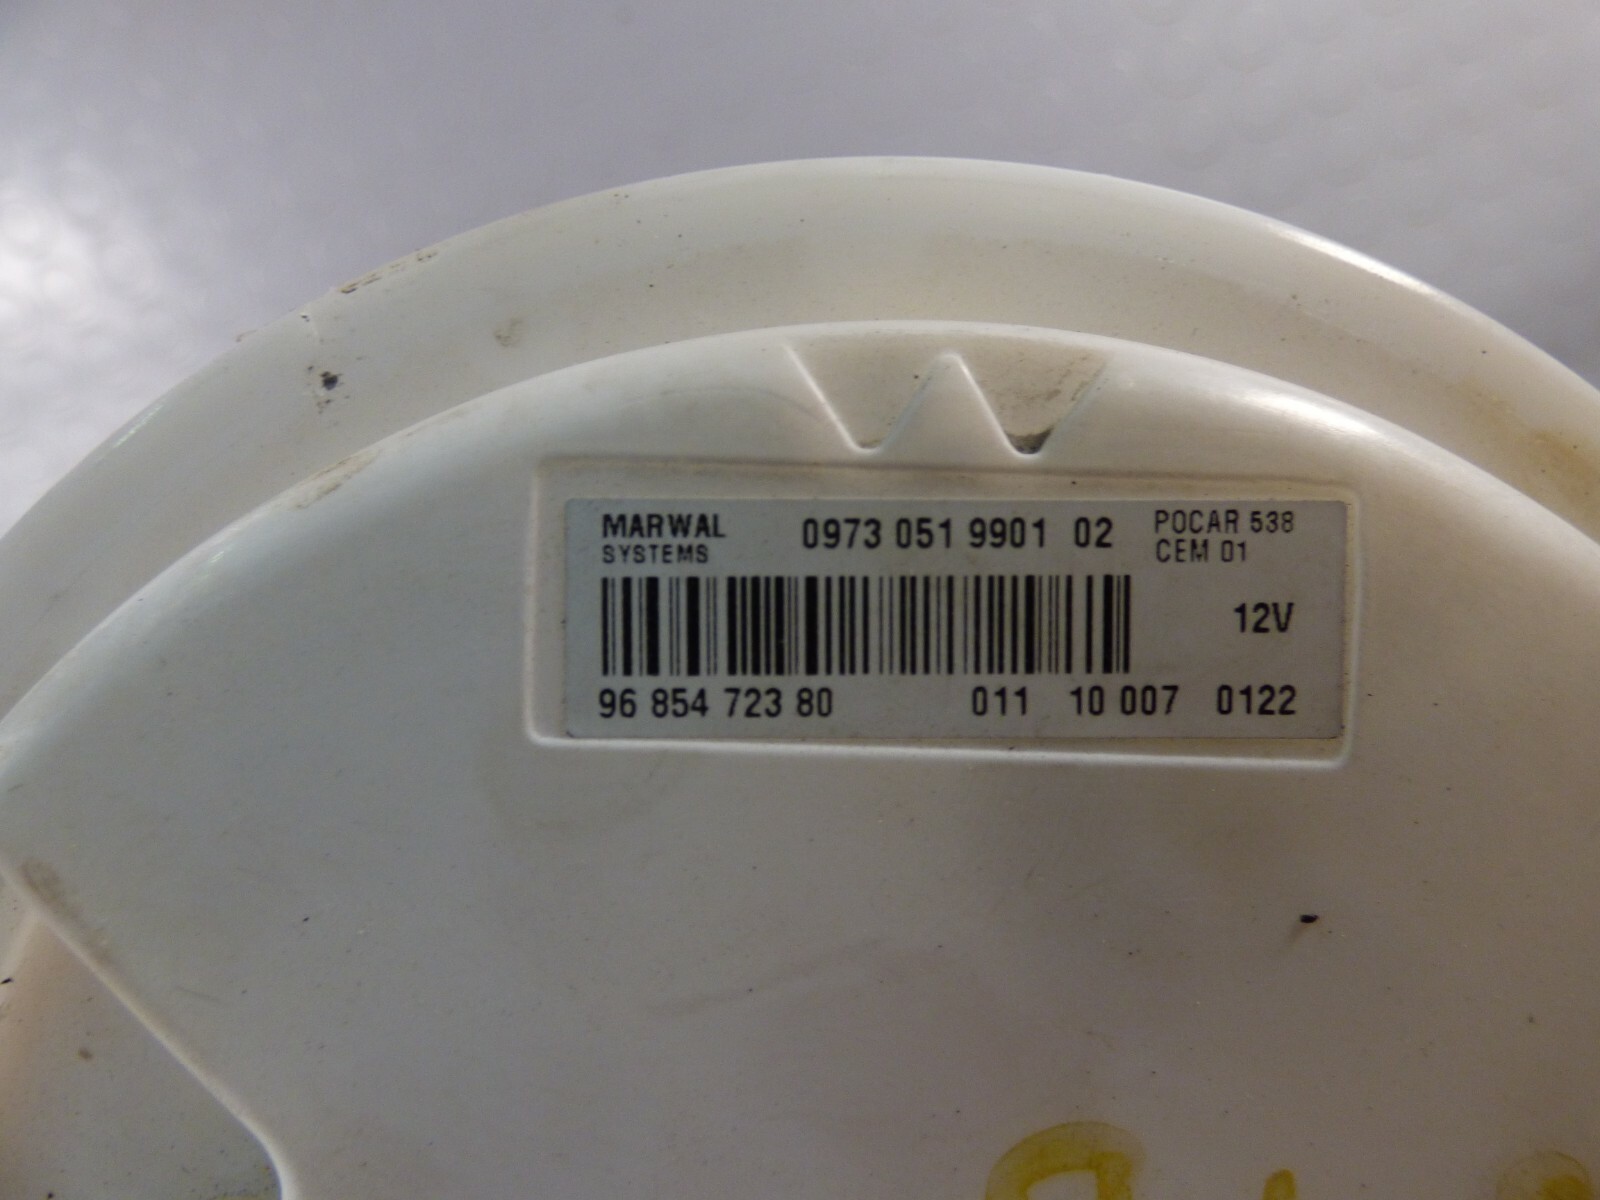 MARWAL 0973 051 9901 02 POCAR 538
SYSTEMS CEM 01
12V
96 854 723 80 011 10 007 0122